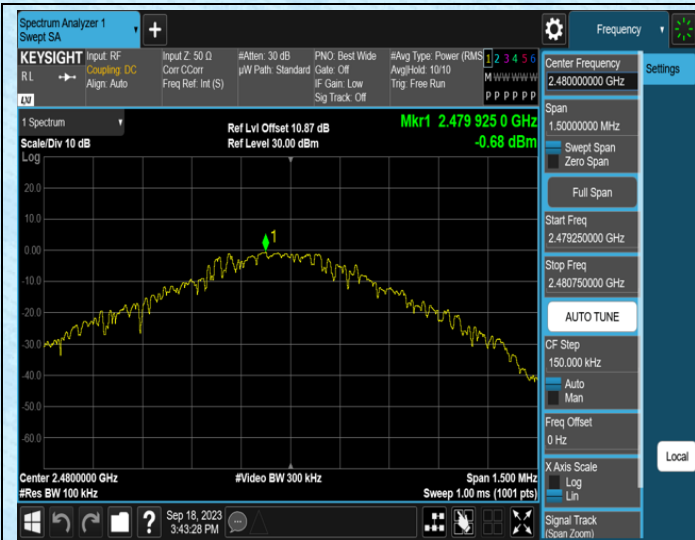 Spectrum Analyzer 1
Swept SA
Frequency
KEYSIGHT
RL
LXI
Input: RF
Coupling: DC
Align: Auto
Input Z: 50 Ω
Corr CCorr
Freq Ref: Int (S)
#Atten: 30 dB
µW Path: Standard
PNO: Best Wide
Gate: Off
IF Gain: Low
Sig Track: Off
#Avg Type: Power (RMS
Avg|Hold: 10/10
Trig: Free Run
1 2 3 4 5 6
M W W W W W
P P P P P P
1 Spectrum
Scale/Div 10 dB
Log
Ref Lvl Offset 10.87 dB
Ref Level 30.00 dBm
Mkr1 2.479 925 0 GHz
-0.68 dBm
20.0
10.0
0.00
-10.0
-20.0
-30.0
-40.0
-50.0
-60.0
1
Center 2.4800000 GHz
#Res BW 100 kHz
#Video BW 300 kHz
Span 1.500 MHz
Sweep 1.00 ms (1001 pts)
?
Sep 18, 2023
3:43:28 PM
Center Frequency
2.480000000 GHz
Span
1.50000000 MHz
Swept Span
Zero Span
Full Span
Start Freq
2.479250000 GHz
Stop Freq
2.480750000 GHz
AUTO TUNE
CF Step
150.000 kHz
Auto
Man
Freq Offset
0 Hz
X Axis Scale
Log
Lin
Signal Track
(Span Zoom)
Settings
Local